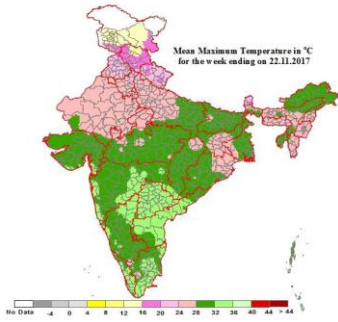 Mean Maximum Temperature in °C
for the week ending on 22.11.2017
No Data -4 0 4 8 12 16 20 24 28 32 36 40 44 > 44